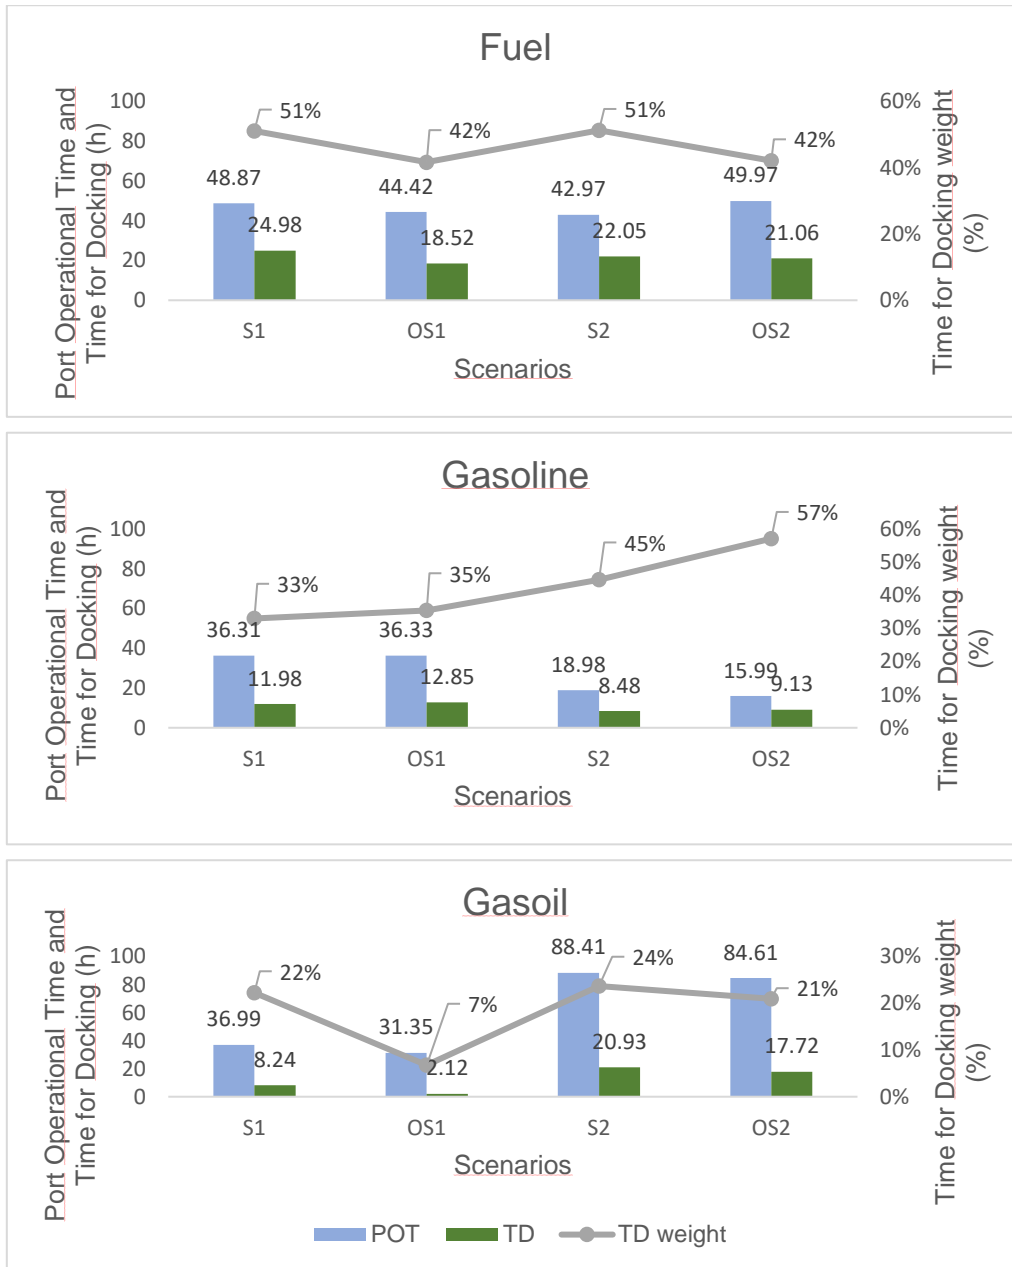 Fuel
Port Operational Time and
Time for Docking (h)
100
80
60
40
20
0
51%
42%
51%
42%
48.87
44.42
42.97
49.97
24.98
18.52
22.05
21.06
60%
40%
20%
0%
Time for Docking weight
(%)
S1
OS1
S2
OS2
Scenarios
Gasoline
Port Operational Time and
Time for Docking (h)
100
80
60
40
20
0
33%
35%
45%
57%
36.31
36.33
18.98
15.99
11.98
12.85
8.48
9.13
60%
50%
40%
30%
20%
10%
0%
Time for Docking weight
(%)
S1
OS1
S2
OS2
Scenarios
Gasoil
Port Operational Time and
Time for Docking (h)
100
80
60
40
20
0
22%
7%
24%
21%
36.99
31.35
88.41
84.61
8.24
2.12
20.93
17.72
30%
20%
10%
0%
Time for Docking weight
(%)
S1
OS1
S2
OS2
Scenarios
POT
TD
TD weight